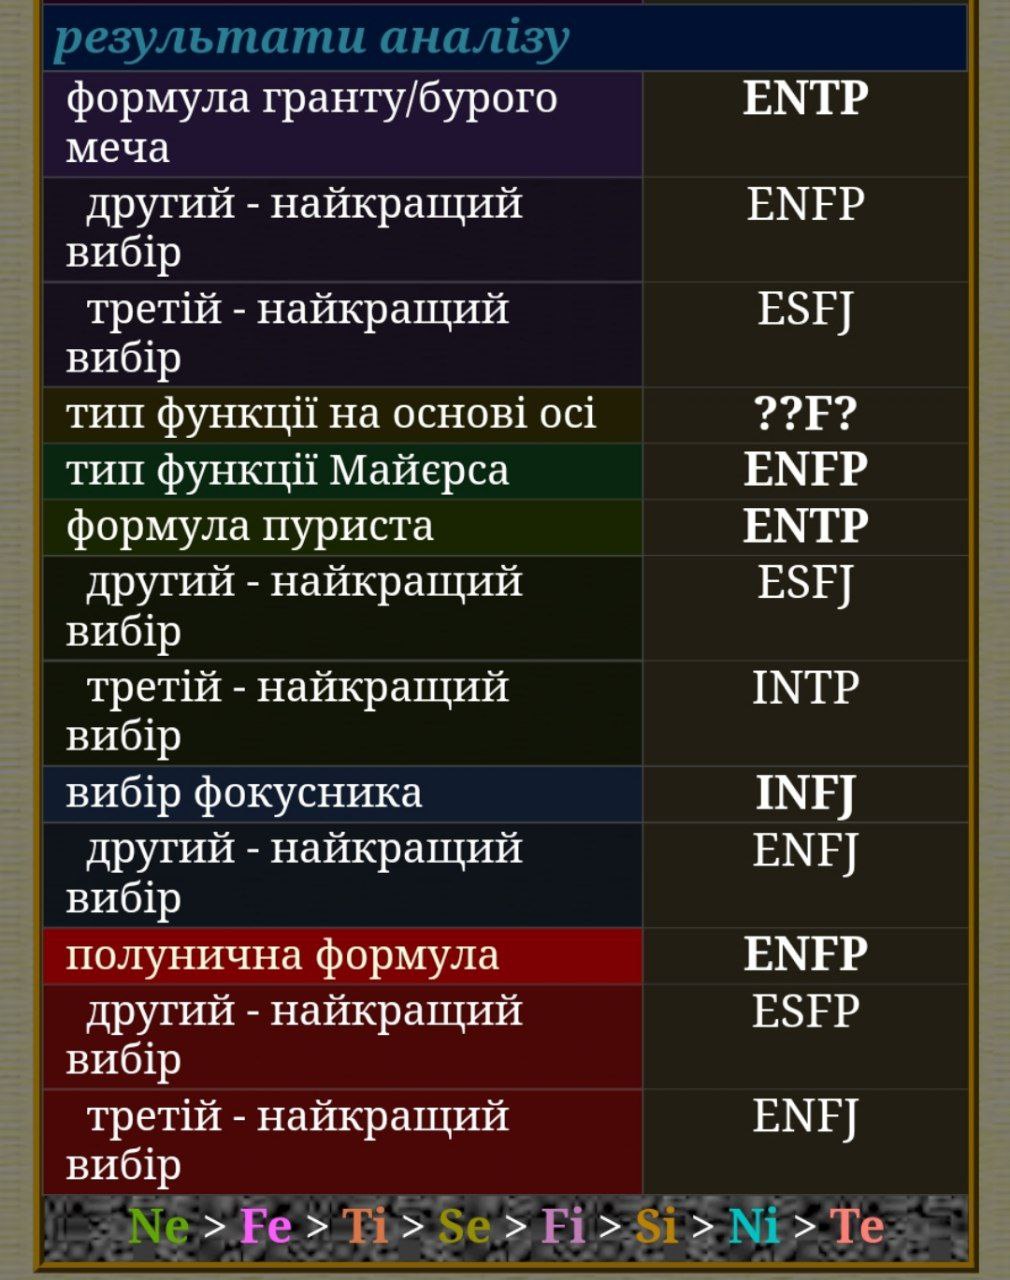 результати аналізу
формула гранту/бурого
меча
ENTP
другий - найкращий
вибір
ENFP
третій - найкращий
вибір
ESFJ
тип функції на основі осі
??F?
тип функції Майєрса
ENFP
формула пуриста
ENTP
другий - найкращий
вибір
ESFJ
третій - найкращий
вибір
INTP
вибір фокусника
INFJ
другий - найкращий
вибір
ENFJ
полунична формула
ENFP
другий - найкращий
вибір
ESFP
третій - найкращий
вибір
ENFJ
Ne > Fe > Ti > Se > Fi > Si > Ni > Te